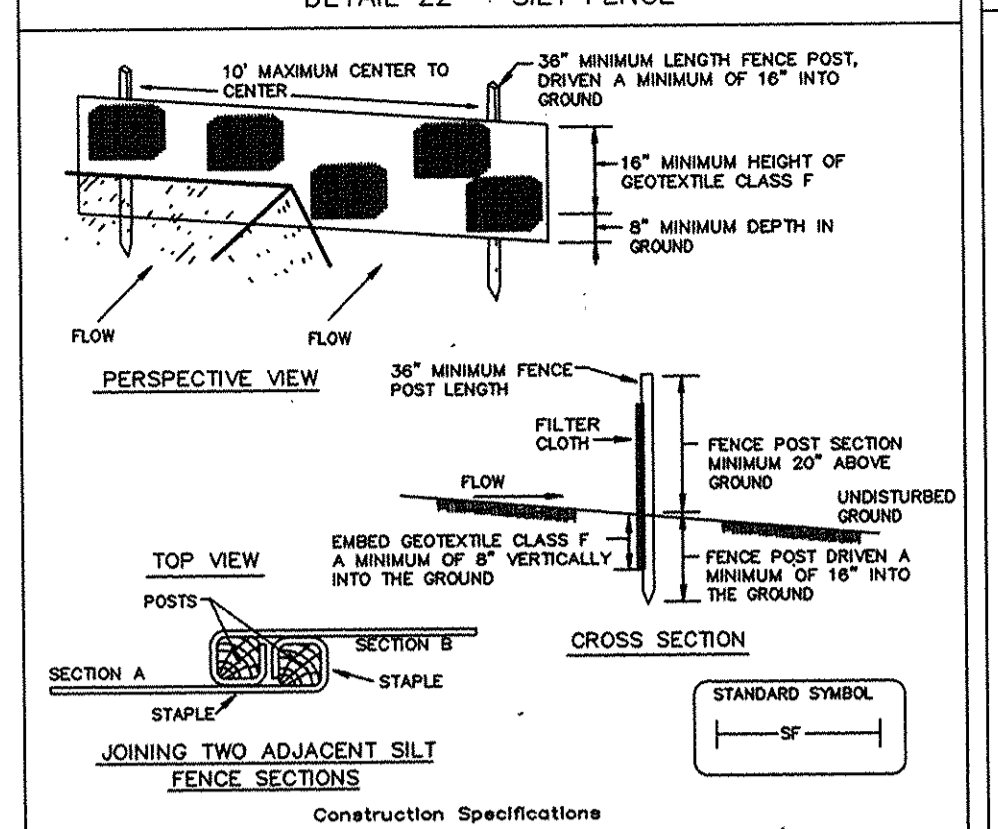 DETAIL 22 - SILT FENCE
10' MAXIMUM CENTER TO
CENTER
36" MINIMUM LENGTH FENCE POST,
DRIVEN A MINIMUM OF 16" INTO
GROUND
16" MINIMUM HEIGHT OF
GEOTEXTILE CLASS F
8" MINIMUM DEPTH IN
GROUND
FLOW
FLOW
PERSPECTIVE VIEW
36" MINIMUM FENCE
POST LENGTH
FILTER
CLOTH
FENCE POST SECTION
MINIMUM 20" ABOVE
GROUND
FLOW
UNDISTURBED
GROUND
EMBED GEOTEXTILE CLASS F
A MINIMUM OF 8" VERTICALLY
INTO THE GROUND
FENCE POST DRIVEN A
MINIMUM OF 16" INTO
THE GROUND
CROSS SECTION
TOP VIEW
POSTS
SECTION B
SECTION A
STAPLE
STAPLE
JOINING TWO ADJACENT SILT
FENCE SECTIONS
STANDARD SYMBOL
SF
Construction Specifications